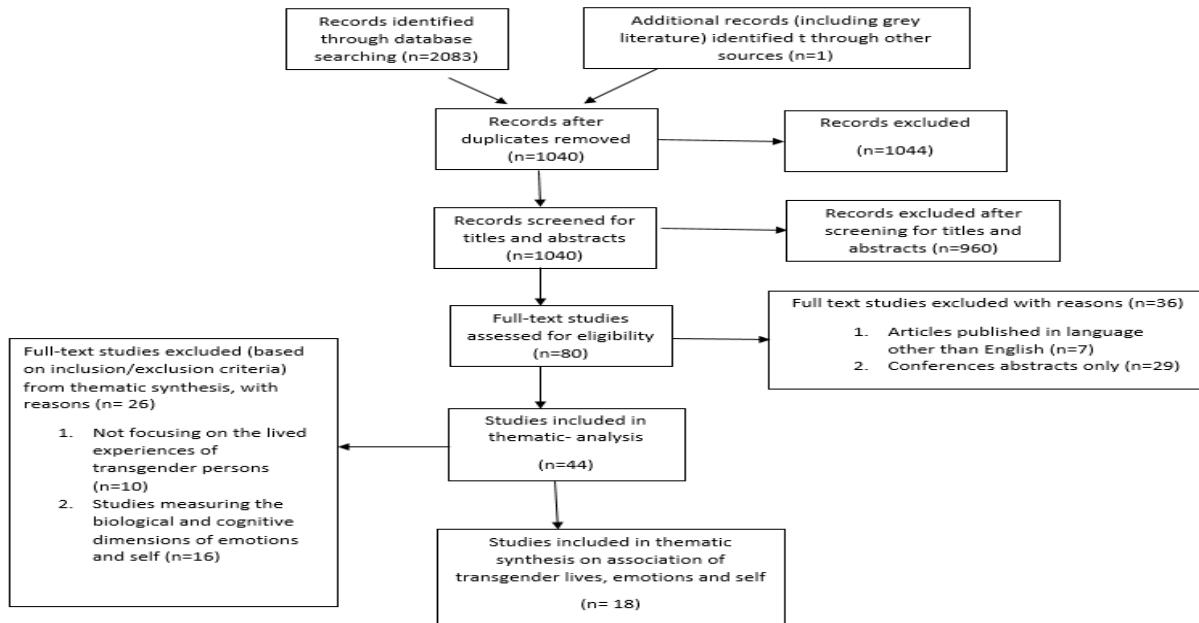 Records identified
through database
searching (n=2083)
Additional records (including grey
literature) identified t through other
sources (n=1)
Records after
duplicates removed
(n=1040)
Records excluded
(n=1044)
Records screened for
titles and abstracts
(n=1040)
Records excluded after
screening for titles and
abstracts (n=960)
Full-text studies
assessed for eligibility
(n=80)
Full text studies excluded with reasons (n=36)
1. Articles published in language
other than English (n=7)
2. Conferences abstracts only (n=29)
Full-text studies excluded (based
on inclusion/exclusion criteria)
from thematic synthesis, with
reasons (n= 26)
1. Not focusing on the lived
experiences of
transgender persons
(n=10)
2. Studies measuring the
biological and cognitive
dimensions of emotions
and self (n=16)
Studies included in
thematic- analysis
(n=44)
Studies included in thematic
synthesis on association of
transgender lives, emotions and self
(n= 18)